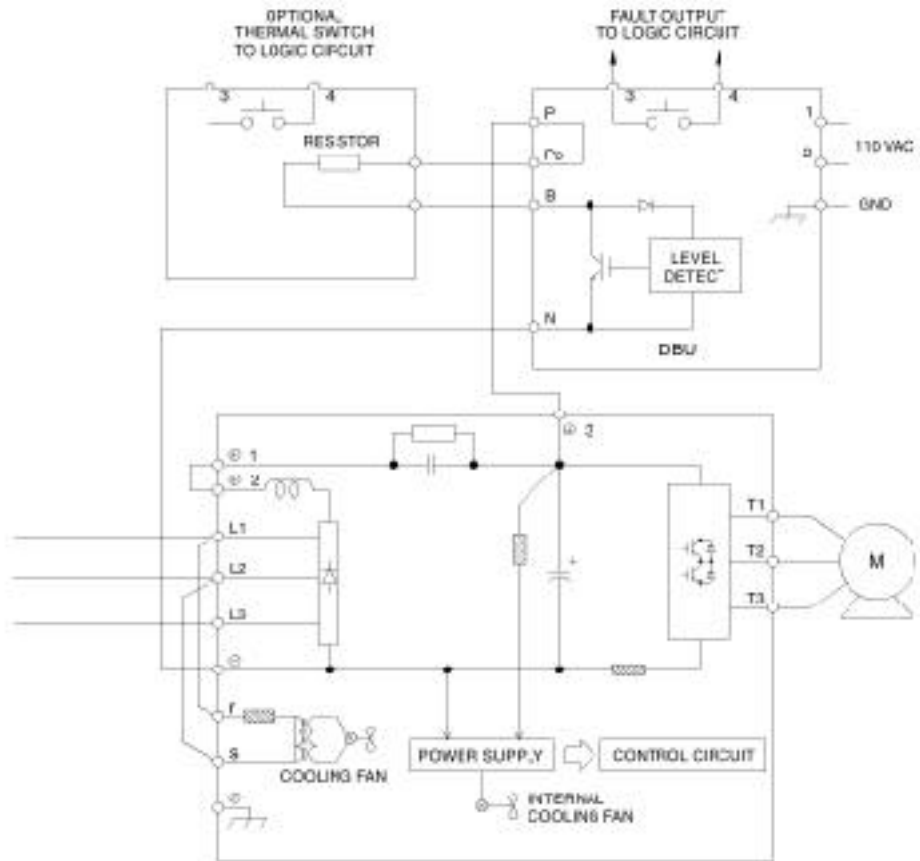 OPTIONAL
THERMAL SWITCH
TO LOGIC CIRCUIT
FAULT OUTPUT
TO LOGIC CIRCUIT
3 4
3 4
P
1
RESSTOR
110 VAC
B
GND
LEVEL
DETECT
N
DBU
⊕ 2
⊕ 1
⊕ 2
L1
T1
L2
T2
M
L3
T3
⊖
r
POWER SUPPLY
CONTROL CIRCUIT
S
COOLING FAN
INTERNAL
COOLING FAN